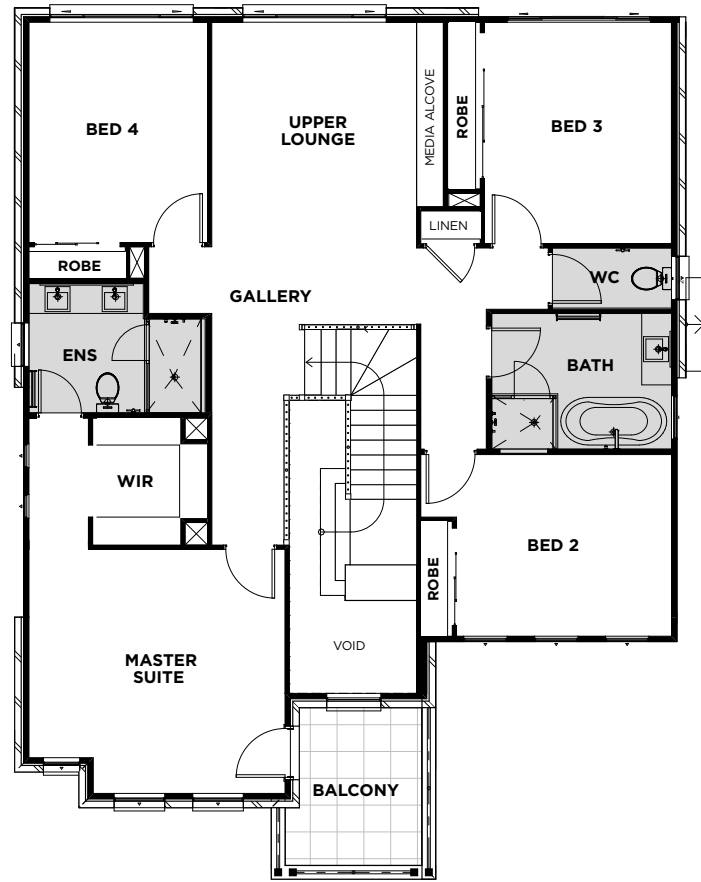 BED 4
UPPER
LOUNGE
MEDIA ALCOVE
ROBE
BED 3
LINEN
ROBE
WC
GALLERY
ENS
BATH
WIR
BED 2
ROBE
VOID
MASTER
SUITE
BALCONY